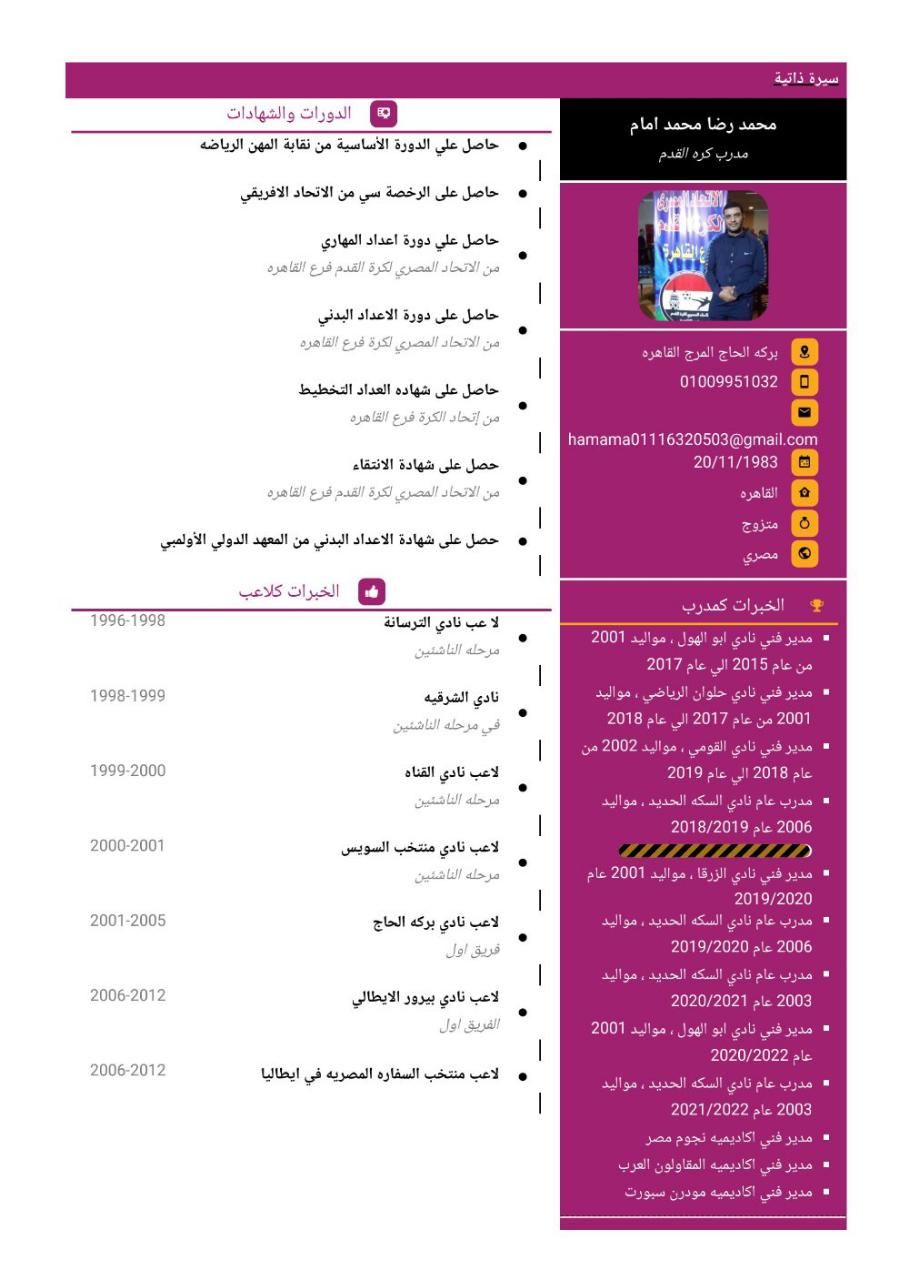 سيرة ذاتية
محمد رضا محمد امام
مدرب كره القدم
الاتحاد المصرى
لكرة القدم
فرع القاهرة
بركه الحاج المرج القاهره
01009951032
hamama01116320503@gmail.com
20/11/1983
القاهره
متزوج
مصري
الخبرات كمدرب
مدير فني نادي ابو الهول ، مواليد 2001
من عام 2015 الي عام 2017
مدير فني نادي حلوان الرياضي ، مواليد
2001 من عام 2017 الي عام 2018
مدير فني نادي القومي ، مواليد 2002 من
عام 2018 الي عام 2019
مدرب عام نادي السكه الحديد ، مواليد
2006 عام 2018/2019
مدير فني نادي الزرقا ، مواليد 2001 عام
2019/2020
مدرب عام نادي السكه الحديد ، مواليد
2006 عام 2019/2020
مدرب عام نادي السكه الحديد ، مواليد
2003 عام 2020/2021
مدير فني نادي ابو الهول ، مواليد 2001
عام 2020/2022
مدرب عام نادي السكه الحديد ، مواليد
2003 عام 2021/2022
مدير فني اكاديميه نجوم مصر
مدير فني اكاديميه المقاولون العرب
مدير فني اكاديميه مودرن سبورت
الدورات والشهادات
حاصل علي الدورة الأساسية من نقابة المهن الرياضه
حاصل على الرخصة سي من الاتحاد الافريقي
حاصل علي دورة اعداد المهاري
من الاتحاد المصري لكرة القدم فرع القاهره
حاصل على دورة الاعداد البدني
من الاتحاد المصري لكرة فرع القاهره
حاصل على شهاده العداد التخطيط
من إتحاد الكرة فرع القاهره
حصل على شهادة الانتقاء
من الاتحاد المصري لكرة القدم فرع القاهره
حصل على شهادة الاعداد البدني من المعهد الدولي الأولمبي
الخبرات كلاعب
لا عب نادي الترسانة 1996-1998
مرحله الناشئين
نادي الشرقيه 1998-1999
في مرحله الناشئين
لاعب نادي القناه 1999-2000
مرحله الناشئين
لاعب نادي منتخب السويس 2000-2001
مرحله الناشئين
لاعب نادي بركه الحاج 2001-2005
فريق اول
لاعب نادي بيرور الايطالي 2006-2012
الفريق اول
لاعب منتخب السفاره المصريه في ايطاليا 2006-2012